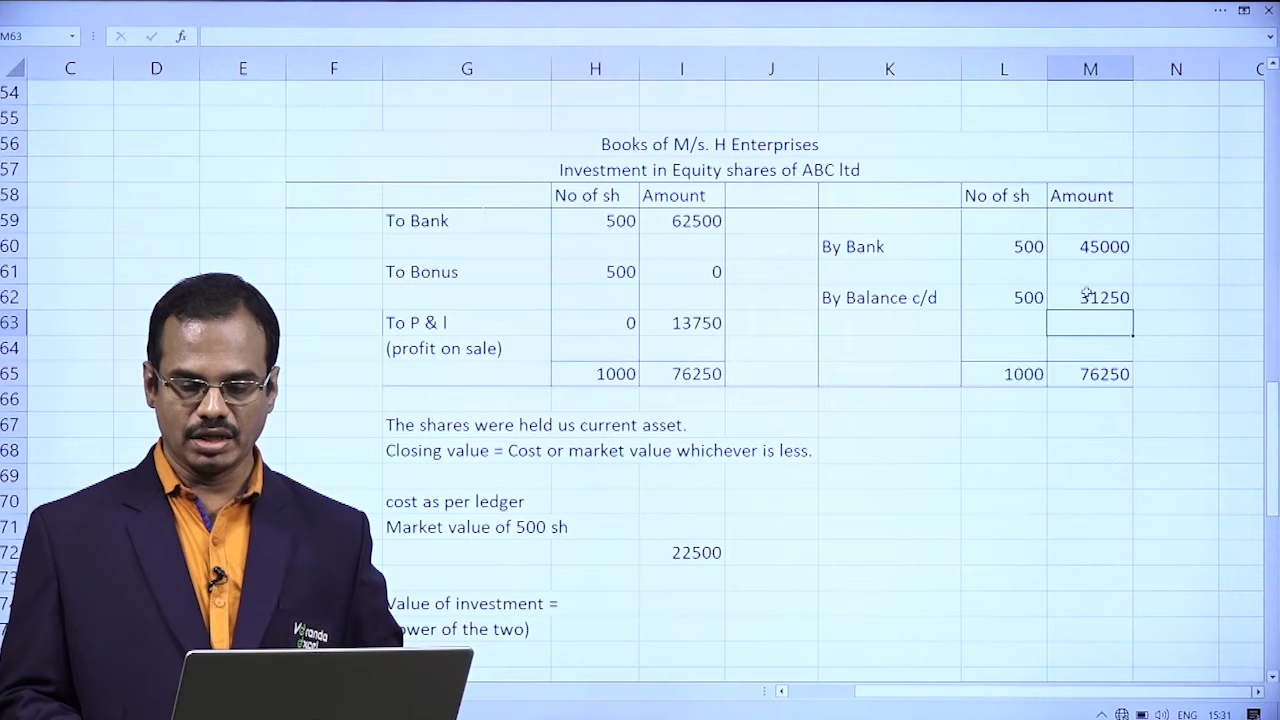 M63
fx
C D E F G H I J K L M N
54
55
56 Books of M/s. H Enterprises
57 Investment in Equity shares of ABC ltd
58 No of sh Amount No of sh Amount
59 To Bank 500 62500
60 By Bank 500 45000
61 To Bonus 500 0
62 By Balance c/d 500 31250
63 To P & l 0 13750
64 (profit on sale)
65 1000 76250 1000 76250
66
67 The shares were held us current asset.
68 Closing value = Cost or market value whichever is less.
69
70 cost as per ledger
71 Market value of 500 sh
72 22500
73
Value of investment =
of the two)
ENG 15:31